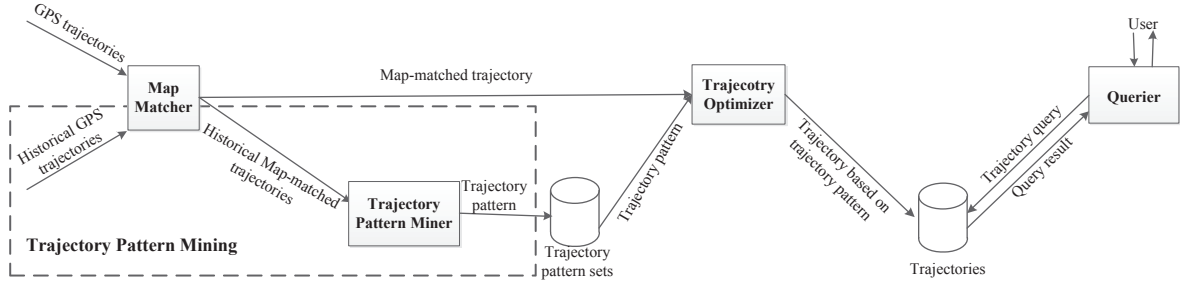 GPS trajectories
Map
Matcher
Historical GPS
trajectories
Map-matched trajectory
Historical Map-matched
trajectories
Trajectory
Pattern Miner
Trajectory Pattern Mining
Trajectory
pattern
Trajectory
pattern sets
Trajectory pattern
Trajecotry
Optimizer
Trajectory based on
trajectory pattern
Trajectories
Trajectory query
Query result
User
Querier